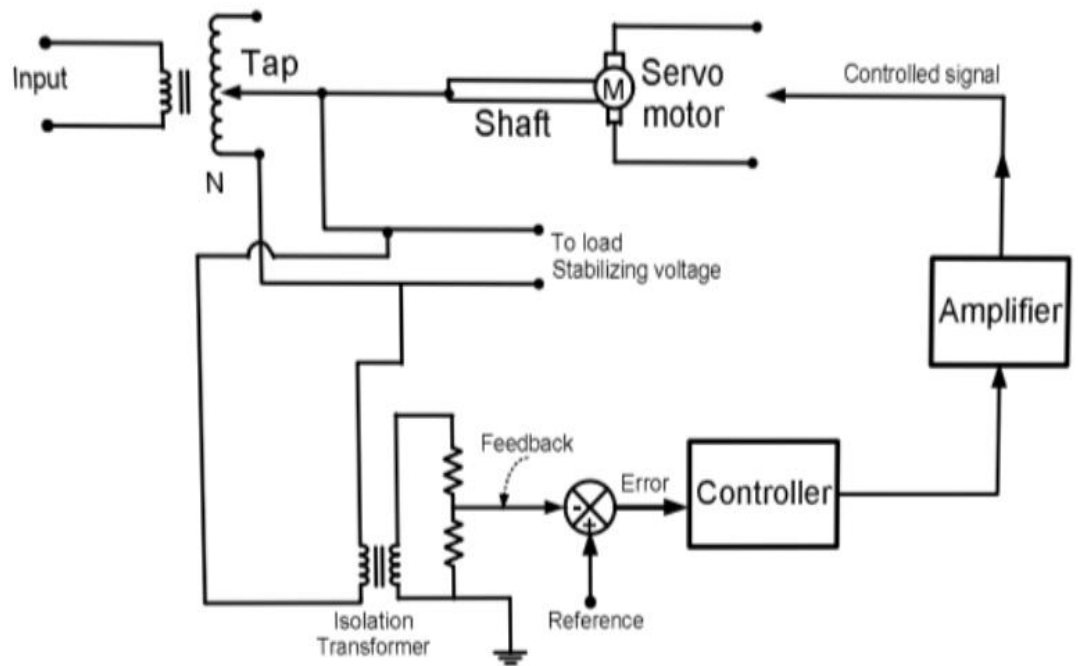 Input
Tap
N
Shaft
M
Servo
motor
Controlled signal
To load
Stabilizing voltage
Amplifier
Feedback
-
+
Error
Controller
Reference
Isolation
Transformer